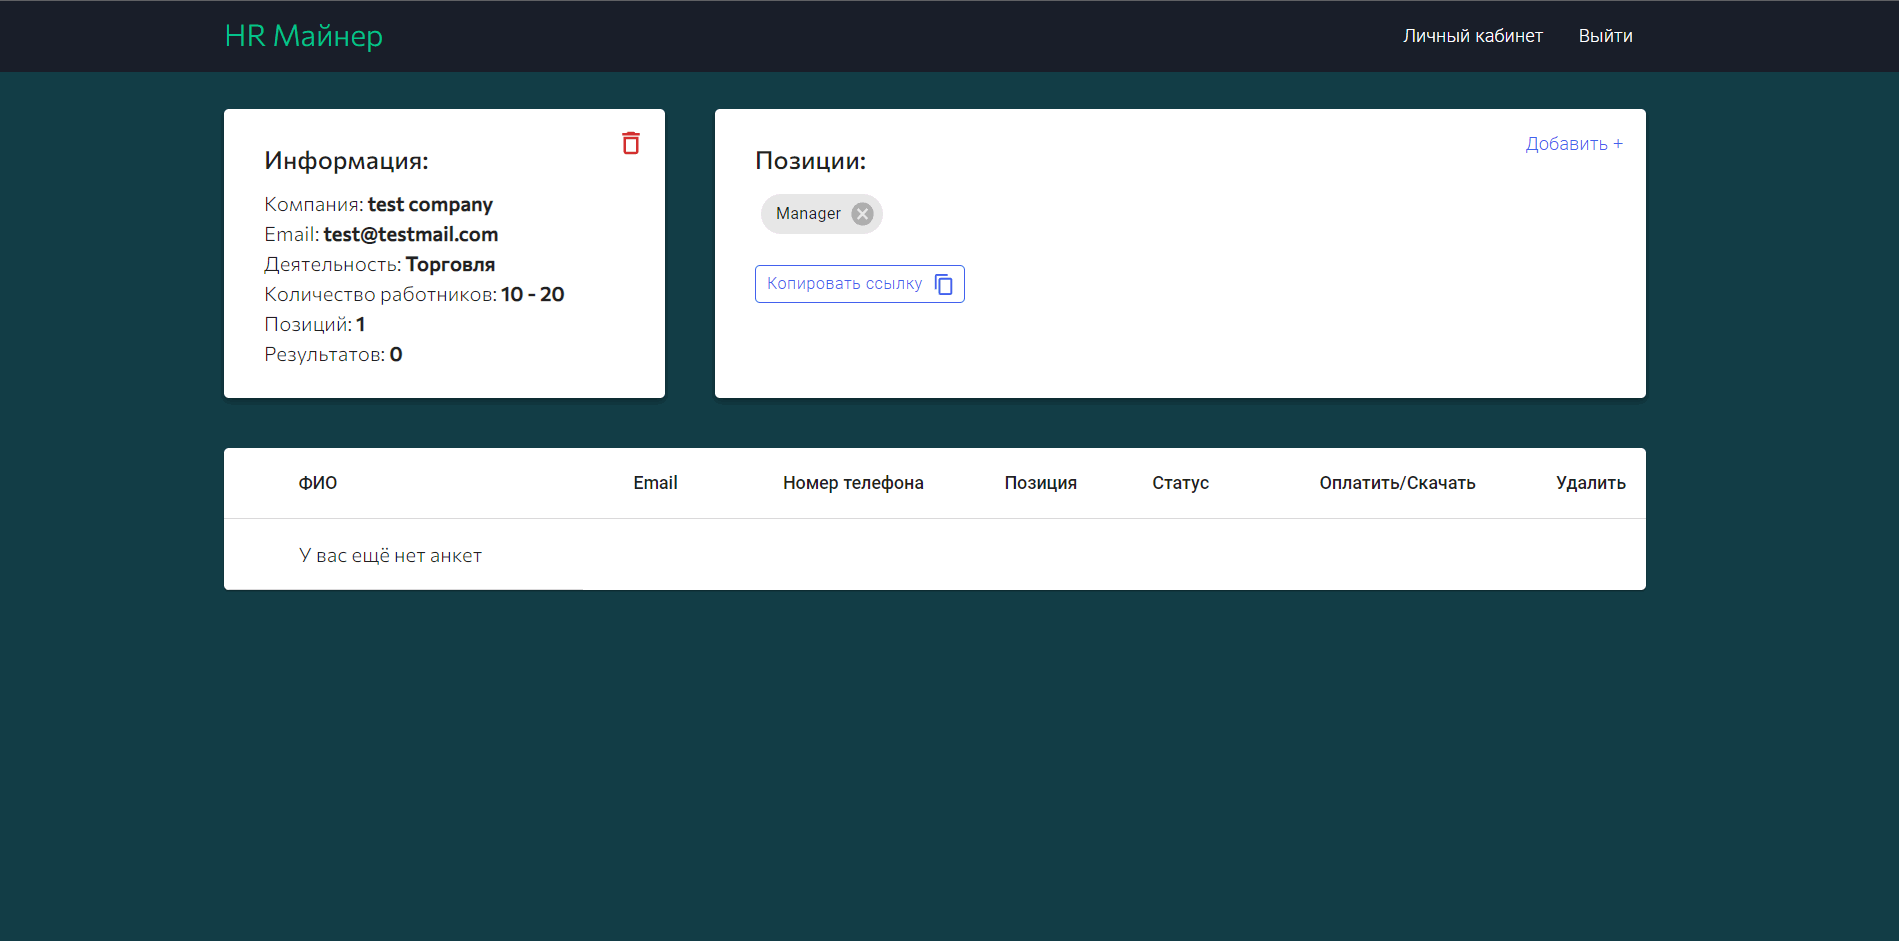 HR Майнер
Личный кабинет
Выйти
Информация:
Компания: test company
Email: test@testmail.com
Деятельность: Торговля
Количество работников: 10 - 20
Позиций: 1
Результатов: 0
Позиции:
Добавить +
Manager
Копировать ссылку
ФИО Email Номер телефона Позиция Статус Оплатить/Скачать Удалить
У вас ещё нет анкет